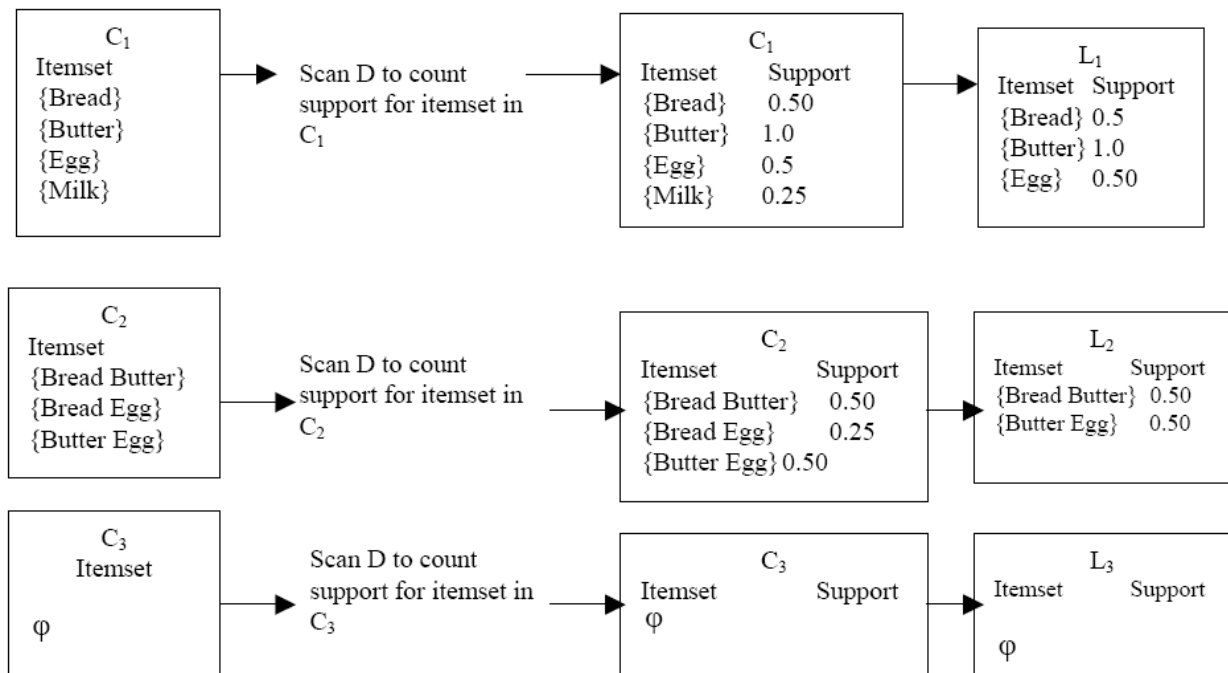 C₁
Itemset
{Bread}
{Butter}
{Egg}
{Milk}
Scan D to count
support for itemset in
C₁
C₁
Itemset Support
{Bread} 0.50
{Butter} 1.0
{Egg} 0.5
{Milk} 0.25
L₁
Itemset Support
{Bread} 0.5
{Butter} 1.0
{Egg} 0.50
C₂
Itemset
{Bread Butter}
{Bread Egg}
{Butter Egg}
Scan D to count
support for itemset in
C₂
C₂
Itemset Support
{Bread Butter} 0.50
{Bread Egg} 0.25
{Butter Egg} 0.50
L₂
Itemset Support
{Bread Butter} 0.50
{Butter Egg} 0.50
C₃
Itemset
φ
Scan D to count
support for itemset in
C₃
C₃
Itemset Support
φ
L₃
Itemset Support
φ